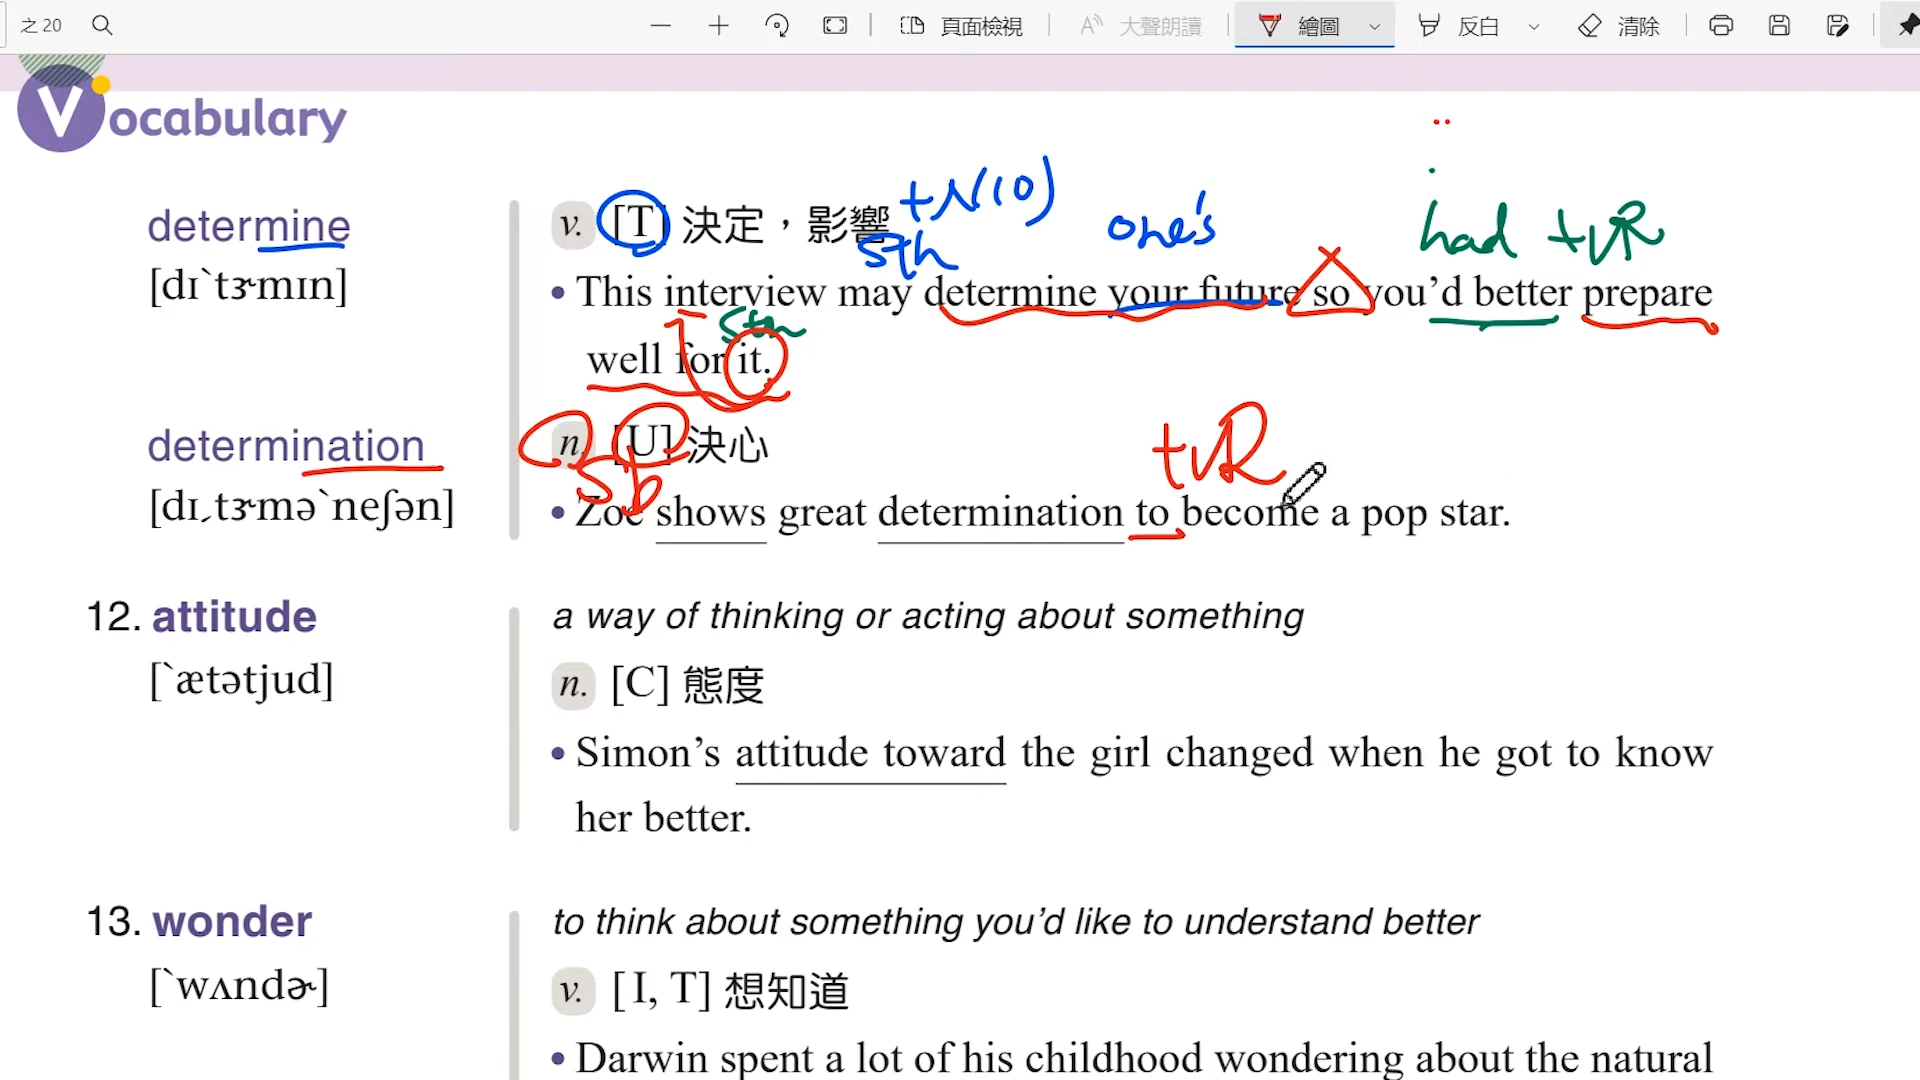 之 20 頁面檢視 大聲朗讀 繪圖 反白 清除
Vocabulary
determine v. [T] 決定，影響 +N(O) one's had +VR
sth
[dɪˋtɝmɪn] • This interview may determine your future so you’d better prepare
sth
well for it.
determination n. [U] 決心 +VR
sb
[dɪˏtɝməˋneʃən] • Zoe shows great determination to become a pop star.
12. attitude a way of thinking or acting about something
[ˋætətjud] n. [C] 態度
• Simon’s attitude toward the girl changed when he got to know
her better.
13. wonder to think about something you’d like to understand better
[ˋwʌndɚ] v. [I, T] 想知道
• Darwin spent a lot of his childhood wondering about the natural